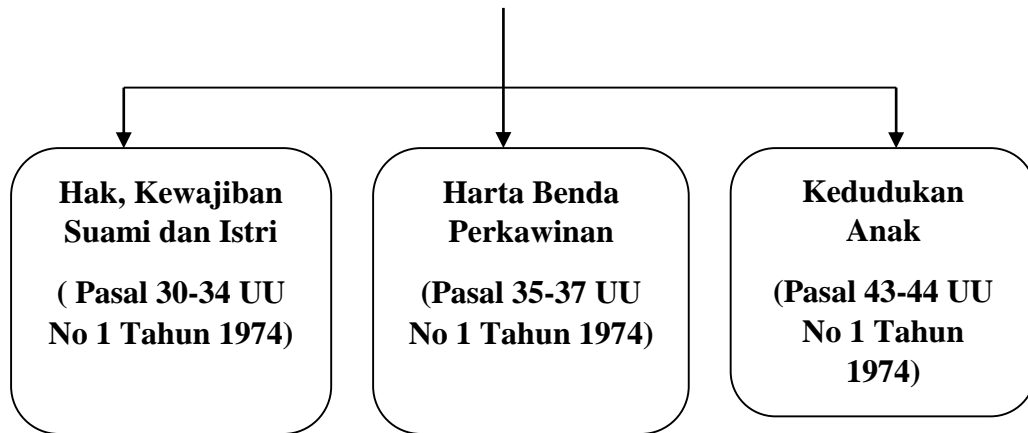 Hak, Kewajiban
Suami dan Istri
( Pasal 30-34 UU
No 1 Tahun 1974)
Harta Benda
Perkawinan
(Pasal 35-37 UU
No 1 Tahun 1974)
Kedudukan
Anak
(Pasal 43-44 UU
No 1 Tahun
1974)